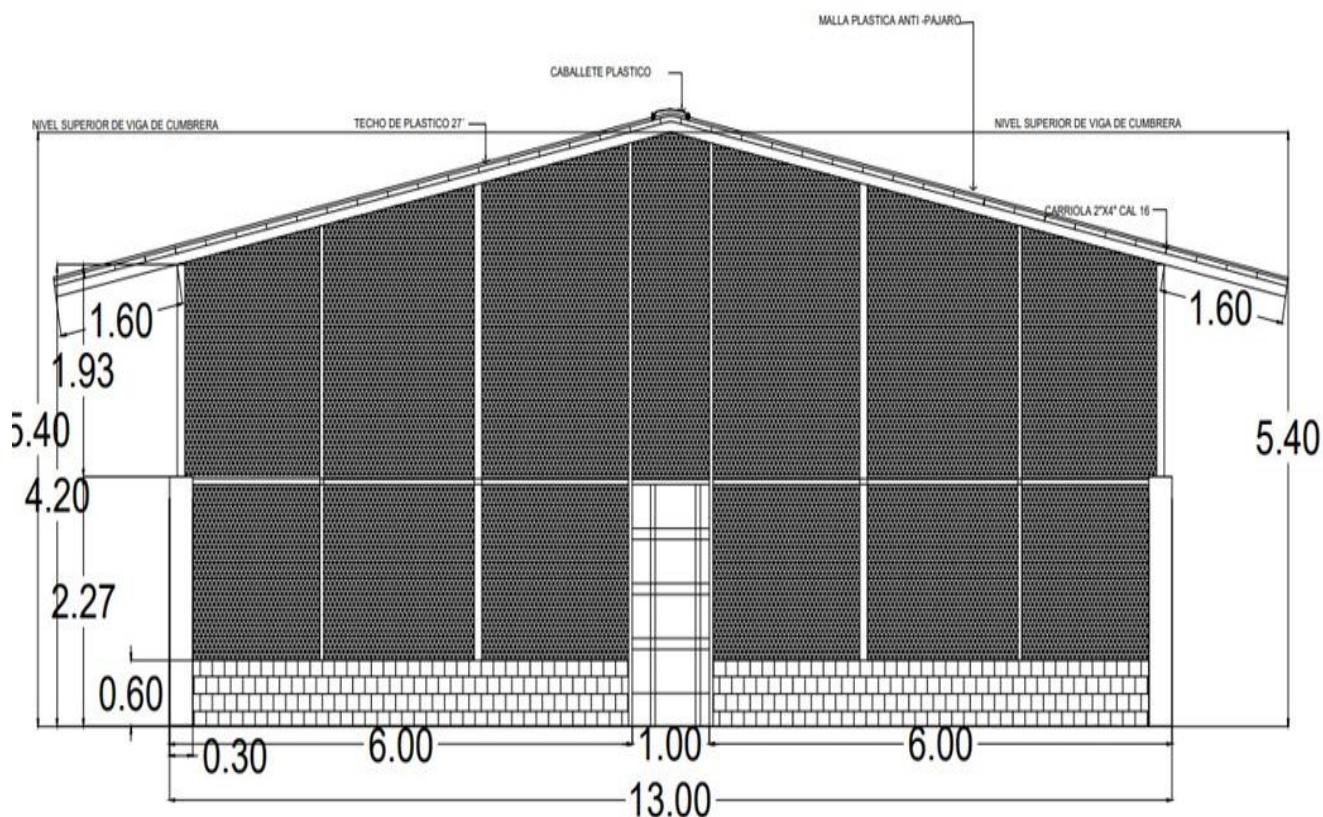 MALLA PLASTICA ANTI -PAJARO
CABALLETE PLASTICO
NIVEL SUPERIOR DE VIGA DE CUMBRERA
TECHO DE PLASTICO 27´
NIVEL SUPERIOR DE VIGA DE CUMBRERA
CARRIOLA 2"X4" CAL 16
1.60
1.60
1.93
5.40
5.40
4.20
2.27
0.60
0.30
6.00
1.00
6.00
13.00